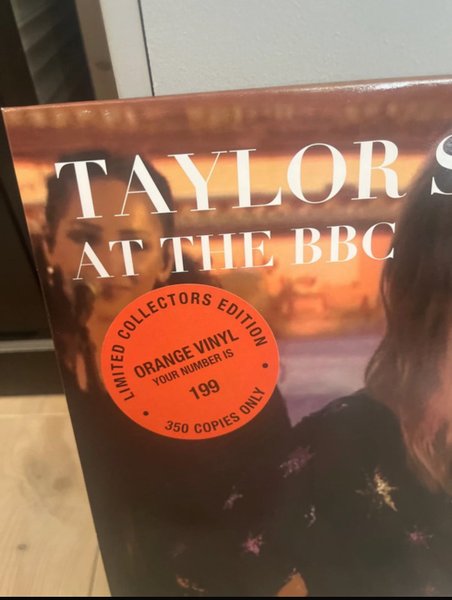 TAYLOR S
AT THE BBC
LIMITED COLLECTORS EDITION
ORANGE VINYL
YOUR NUMBER IS
199
350 COPIES ONLY